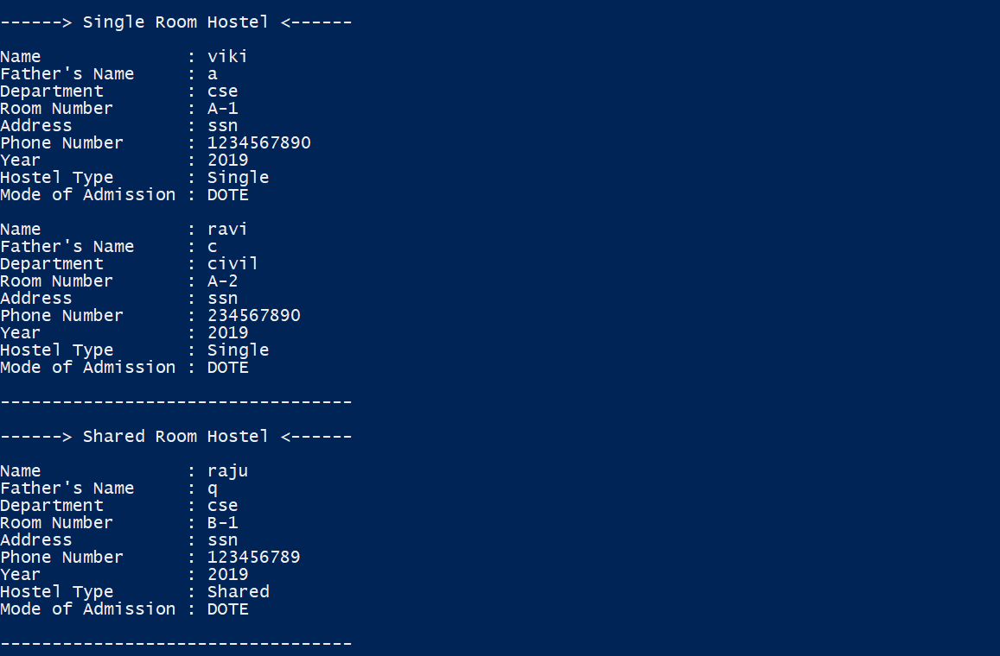 ------> Single Room Hostel <------
Name              : viki
Father's Name     : a
Department        : cse
Room Number       : A-1
Address           : ssn
Phone Number      : 1234567890
Year              : 2019
Hostel Type       : Single
Mode of Admission : DOTE
Name              : ravi
Father's Name     : c
Department        : civil
Room Number       : A-2
Address           : ssn
Phone Number      : 234567890
Year              : 2019
Hostel Type       : Single
Mode of Admission : DOTE
----------------------------------
------> Shared Room Hostel <------
Name              : raju
Father's Name     : q
Department        : cse
Room Number       : B-1
Address           : ssn
Phone Number      : 123456789
Year              : 2019
Hostel Type       : Shared
Mode of Admission : DOTE
----------------------------------